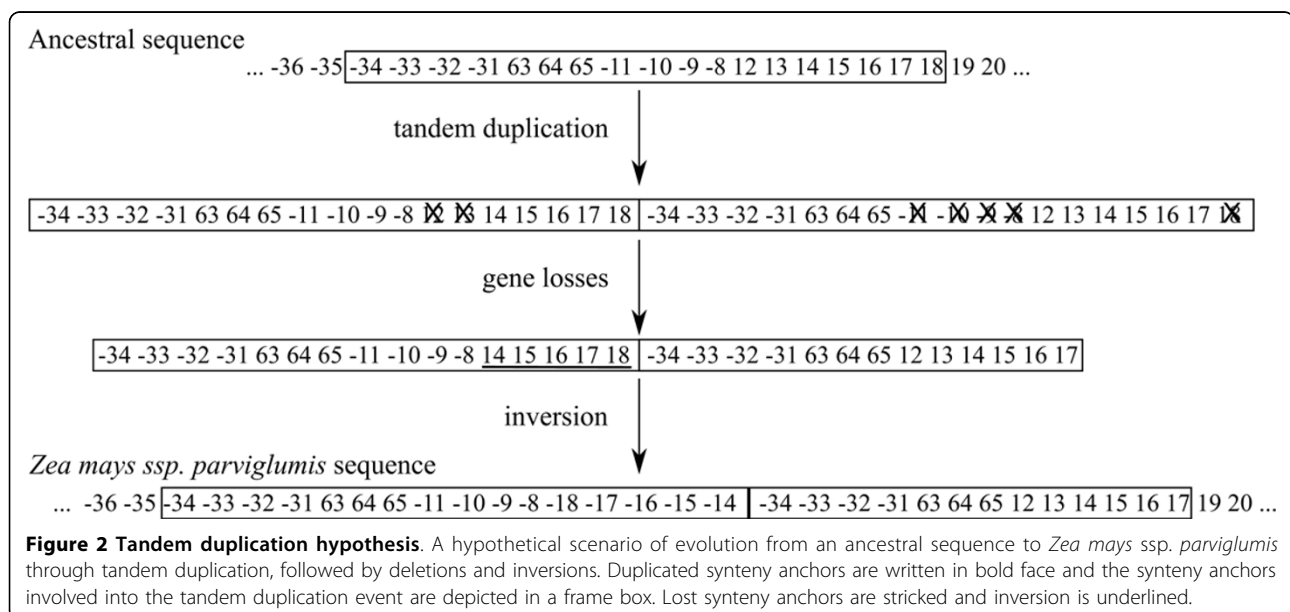 Ancestral sequence
... -36 -35 -34 -33 -32 -31 63 64 65 -11 -10 -9 -8 12 13 14 15 16 17 18 19 20 ...
tandem duplication
-34 -33 -32 -31 63 64 65 -11 -10 -9 -8 12 13 14 15 16 17 18 -34 -33 -32 -31 63 64 65 -11 -10 -9 -8 12 13 14 15 16 17 18
gene losses
-34 -33 -32 -31 63 64 65 -11 -10 -9 -8 14 15 16 17 18 -34 -33 -32 -31 63 64 65 12 13 14 15 16 17
inversion
Zea mays ssp. parviglumis sequence
... -36 -35 -34 -33 -32 -31 63 64 65 -11 -10 -9 -8 -18 -17 -16 -15 -14 -34 -33 -32 -31 63 64 65 12 13 14 15 16 17 19 20 ...
Figure 2 Tandem duplication hypothesis. A hypothetical scenario of evolution from an ancestral sequence to Zea mays ssp. parviglumis
through tandem duplication, followed by deletions and inversions. Duplicated synteny anchors are written in bold face and the synteny anchors
involved into the tandem duplication event are depicted in a frame box. Lost synteny anchors are stricked and inversion is underlined.